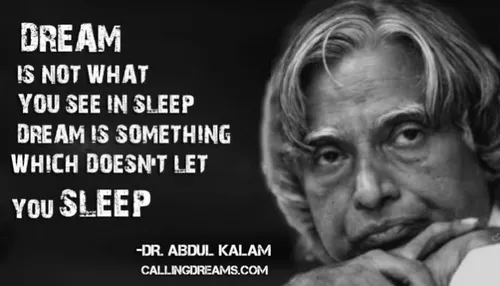 DREAM
IS NOT WHAT
YOU SEE IN SLEEP
DREAM IS SOMETHING
WHICH DOESN'T LET
YOU SLEEP
-DR. ABDUL KALAM
CALLINGDREAMS.COM